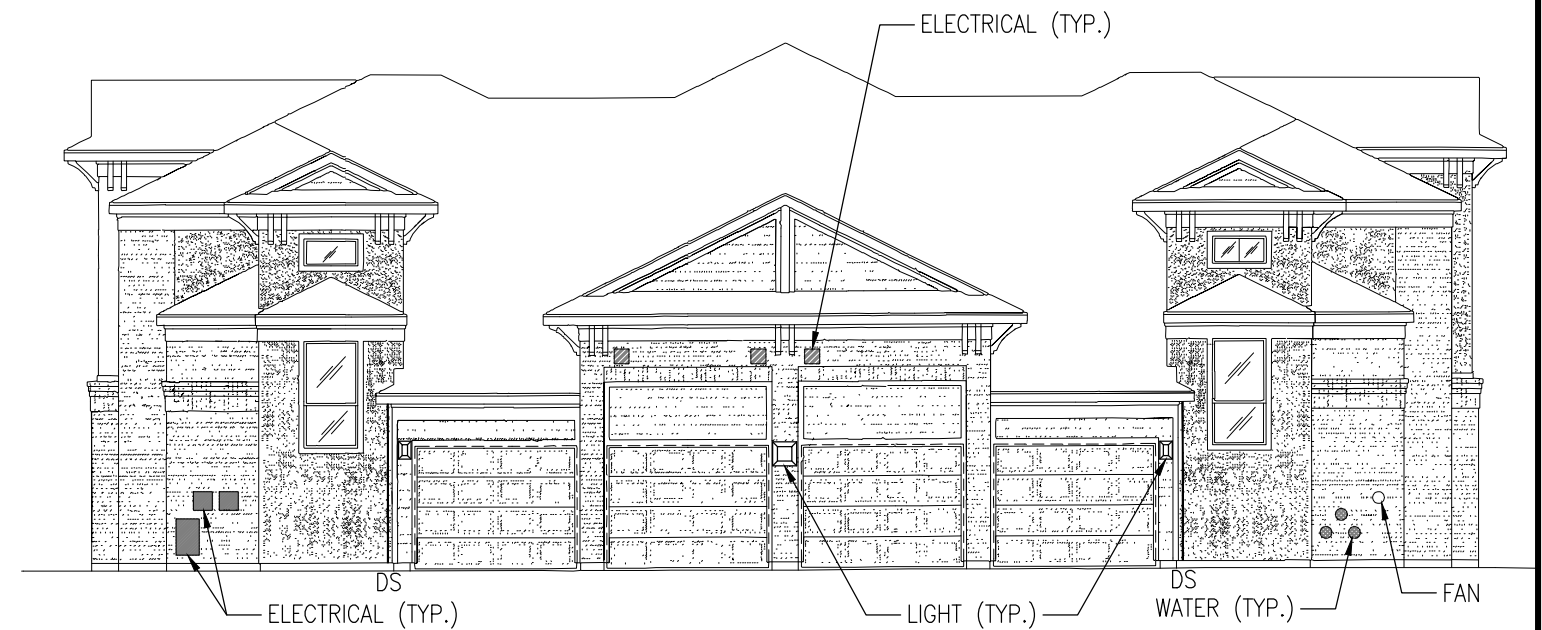 ELECTRICAL (TYP.)
DS
DS
ELECTRICAL (TYP.)
LIGHT (TYP.)
WATER (TYP.)
FAN